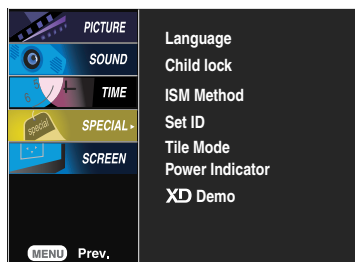 PICTURE
SOUND
TIME
special
SPECIAL
SCREEN
MENU Prev.
Language
Child lock
ISM Method
Set ID
Tile Mode
Power Indicator
XD Demo